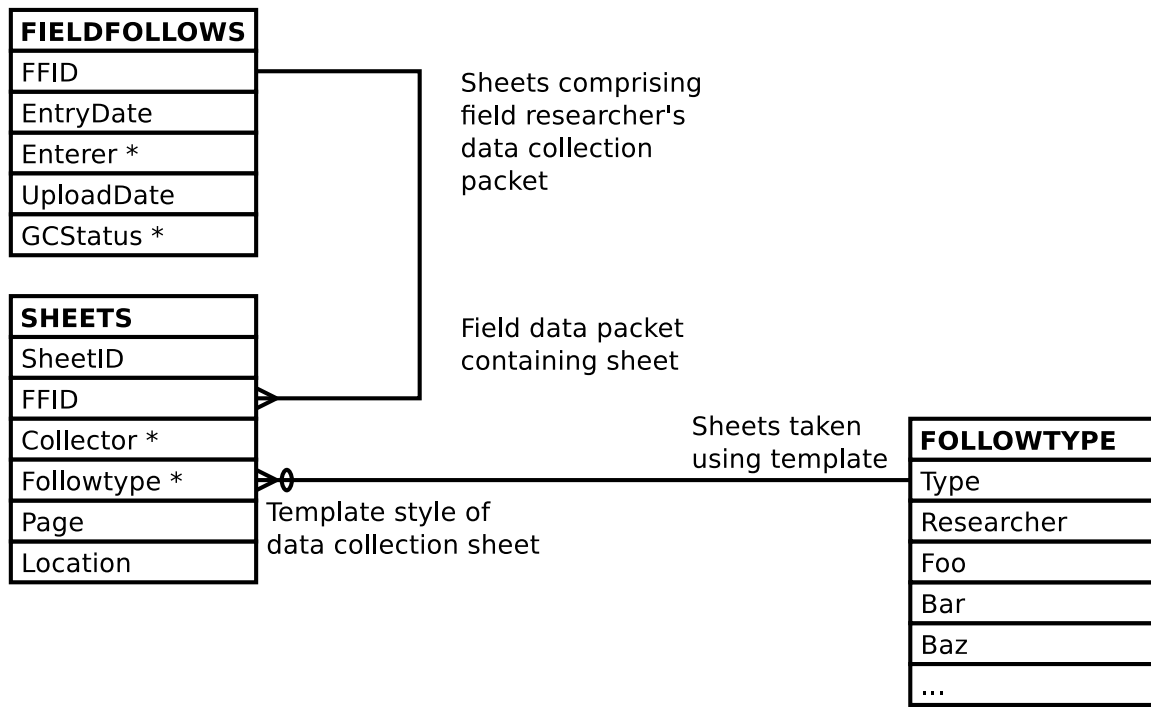 FIELDFOLLOWS
FFID
EntryDate
Enterer *
UploadDate
GCStatus *
Sheets comprising
field researcher's
data collection
packet
SHEETS
SheetID
FFID
Collector *
Followtype *
Page
Location
Field data packet
containing sheet
Sheets taken
using template
Template style of
data collection sheet
FOLLOWTYPE
Type
Researcher
Foo
Bar
Baz
...